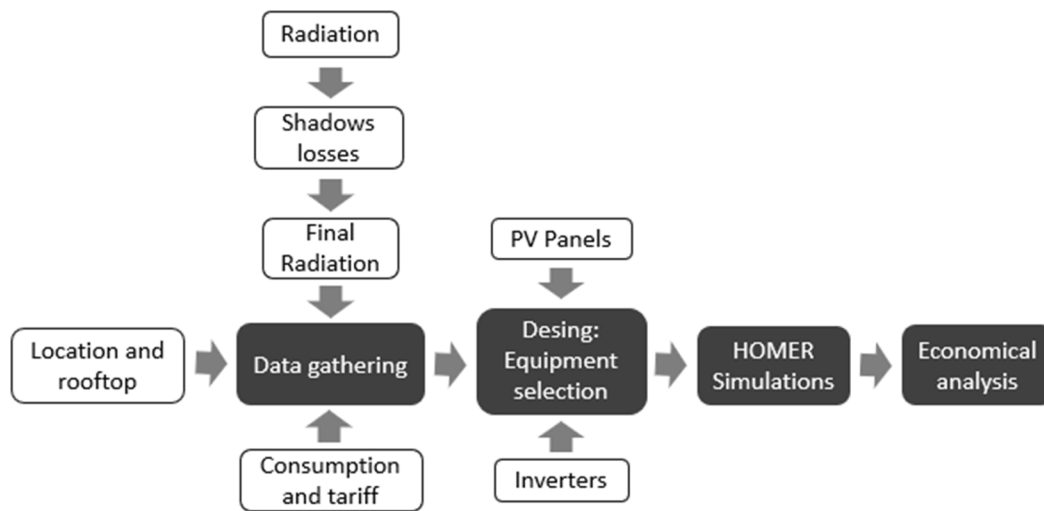 Radiation
Shadows
losses
Final
Radiation
PV Panels
Location and
rooftop
Data gathering
Desing:
Equipment
selection
HOMER
Simulations
Economical
analysis
Consumption
and tariff
Inverters